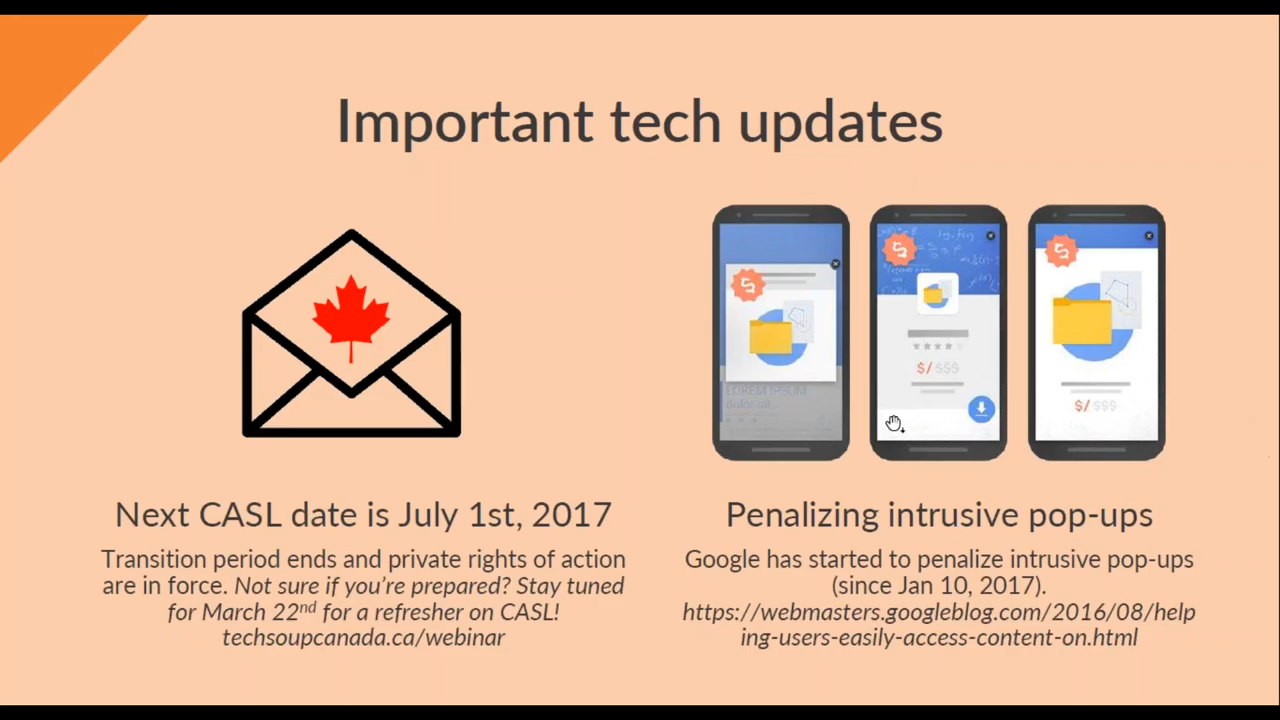 Important tech updates
Next CASL date is July 1st, 2017
Transition period ends and private rights of action
are in force. Not sure if you're prepared? Stay tuned
for March 22nd for a refresher on CASL!
techsoupcanada.ca/webinar
LOREM IPSUM
$/$$$
$/$$$
Penalizing intrusive pop-ups
Google has started to penalize intrusive pop-ups
(since Jan 10, 2017).
https://webmasters.googleblog.com/2016/08/help
ing-users-easily-access-content-on.html